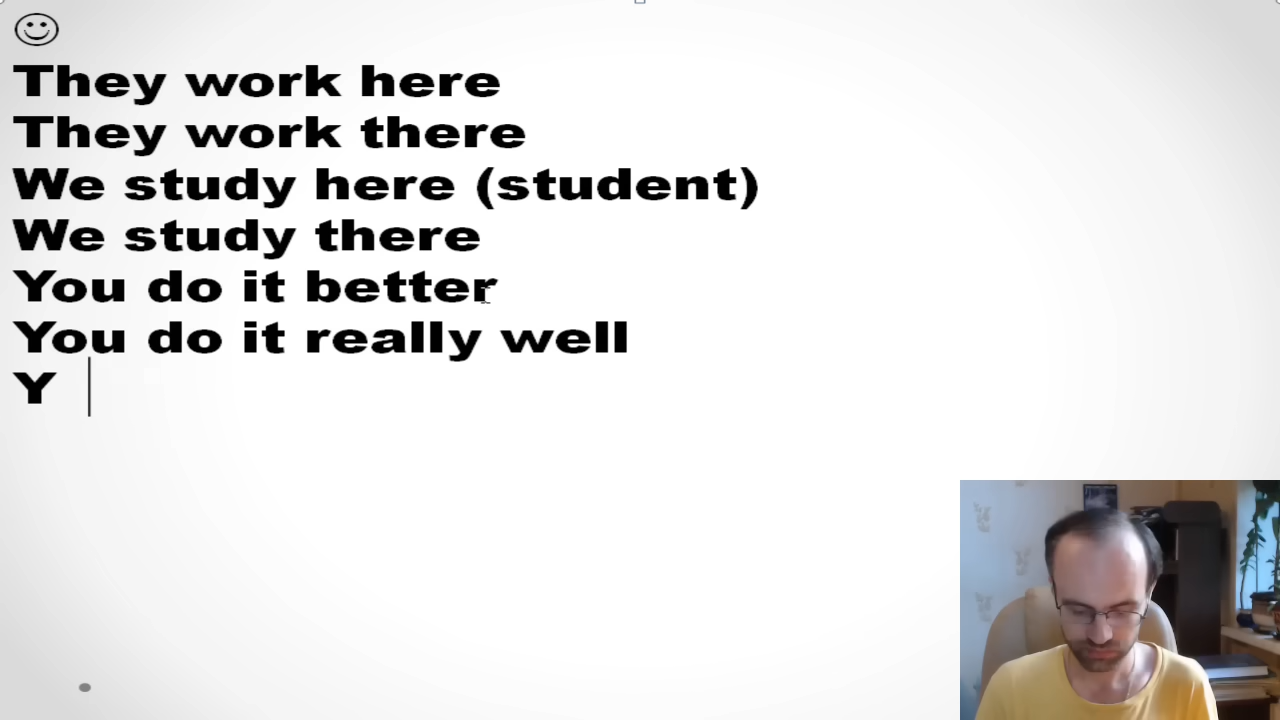 They work here
They work there
We study here (student)
We study there
You do it better
You do it really well
Y